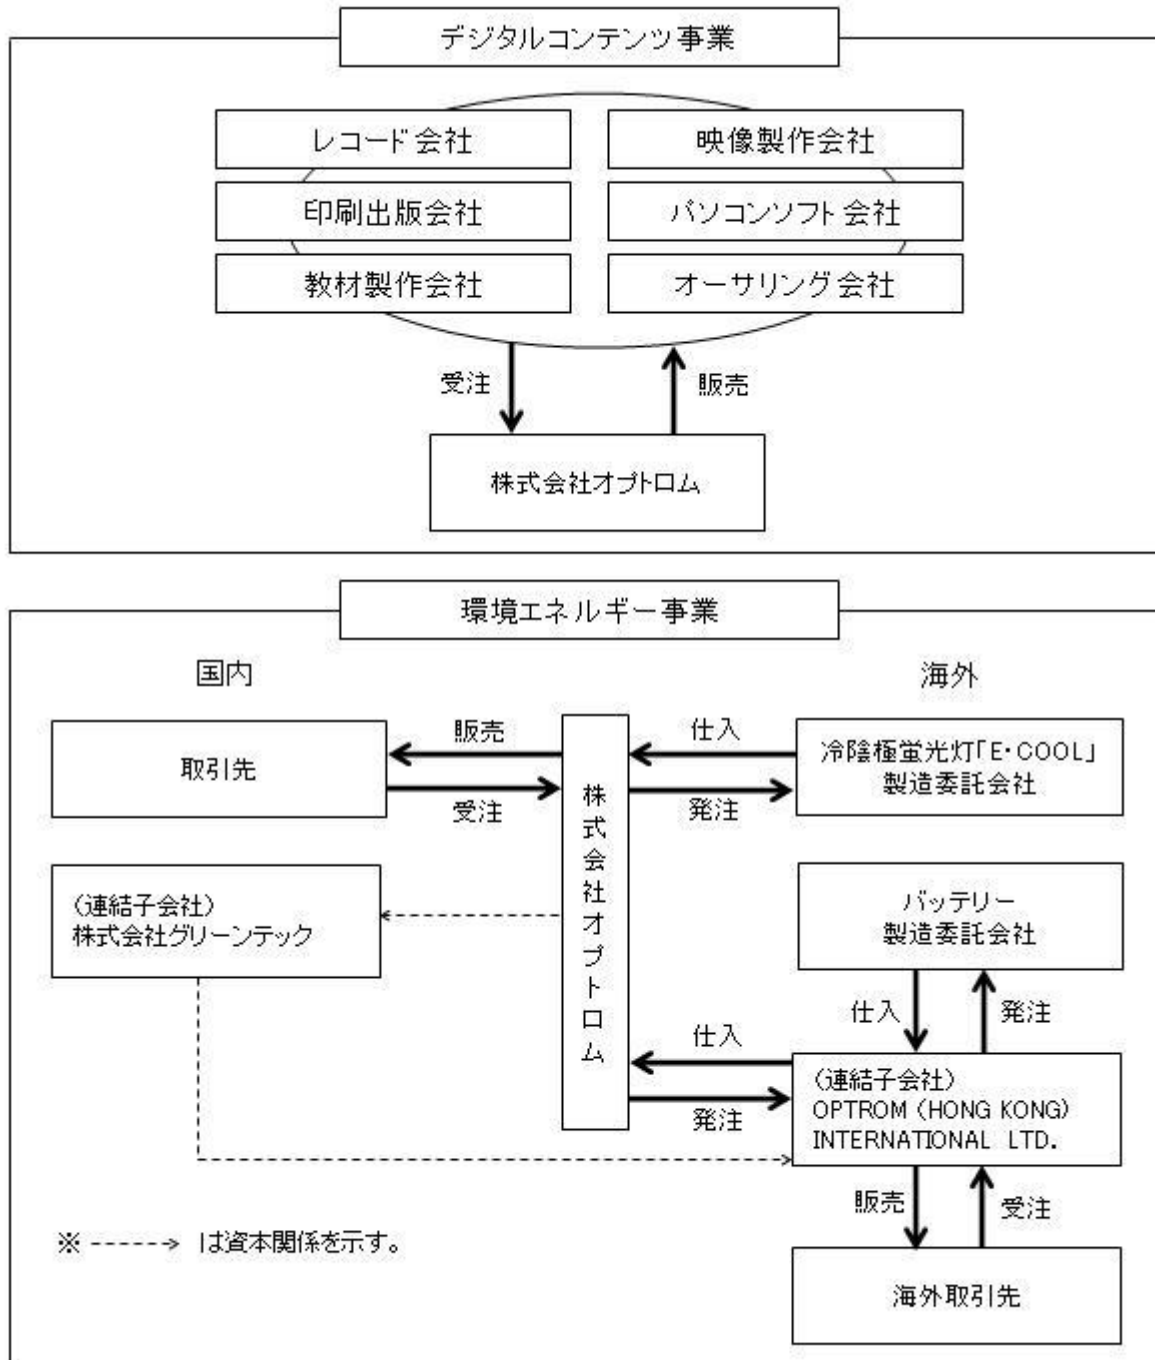 デジタルコンテンツ事業
レコード会社
映像製作会社
印刷出版会社
パソコンソフト会社
教材製作会社
オーサリング会社
受注
販売
株式会社オプトロム
環境エネルギー事業
国内
海外
取引先
販売
受注
仕入
発注
冷陰極蛍光灯「E・COOL」
製造委託会社
株式会社オプトロム
(連結子会社)
株式会社グリーンテック
バッテリー
製造委託会社
仕入
発注
仕入
発注
(連結子会社)
OPTROM (HONG KONG)
INTERNATIONAL LTD.
販売
受注
海外取引先
※ -----→ は資本関係を示す。